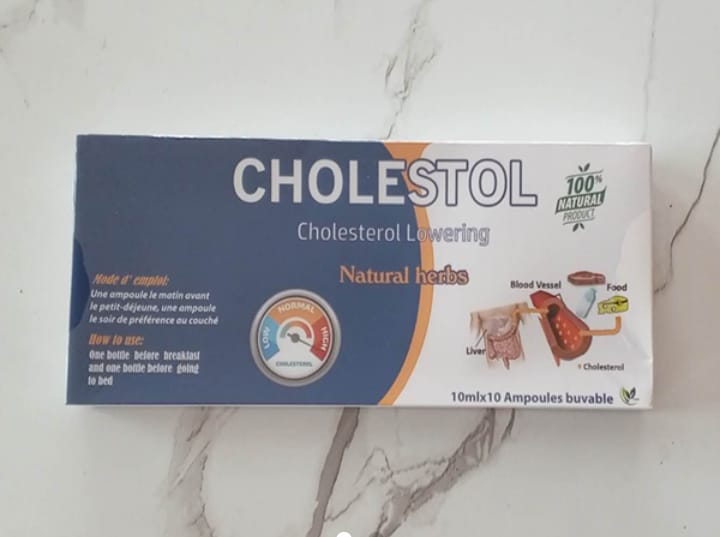 CHOLESTOL
100%
NATURAL
PRODUCT
Cholesterol Lowering
Natural herbs
Mode d' emploi:
Une ampoule le matin avant
le petit-déjeune, une ampoule
le soir de préférence au couché
How to use:
One bottle before breakfast
and one bottle before going
to bed
LOW NORMAL HIGH
CHOLESTEROL
Blood Vessel
Food
Liver
Cholesterol
10mlx10 Ampoules buvable